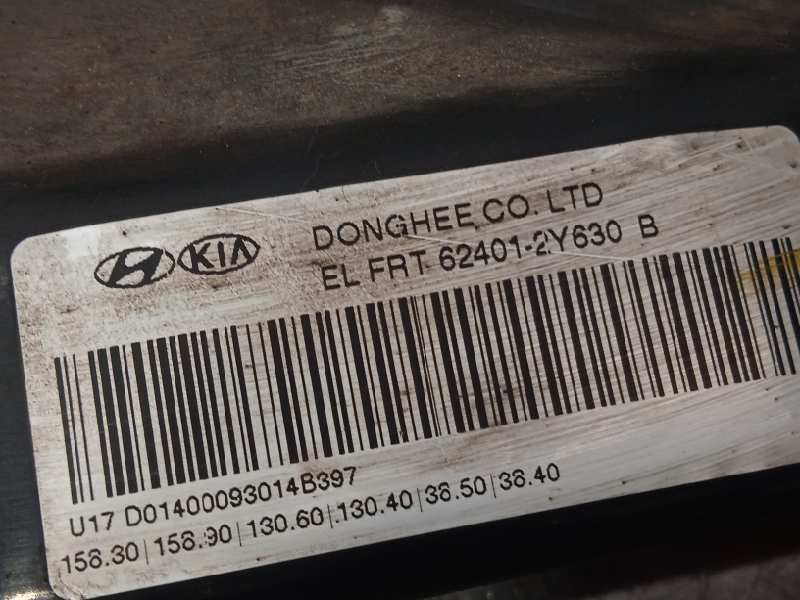 KIA
DONGHEE CO. LTD
EL FRT 62401-2Y630 B
U17 D01400093014B397
158.30|158.90|130.60|130.40|38.50|38.40